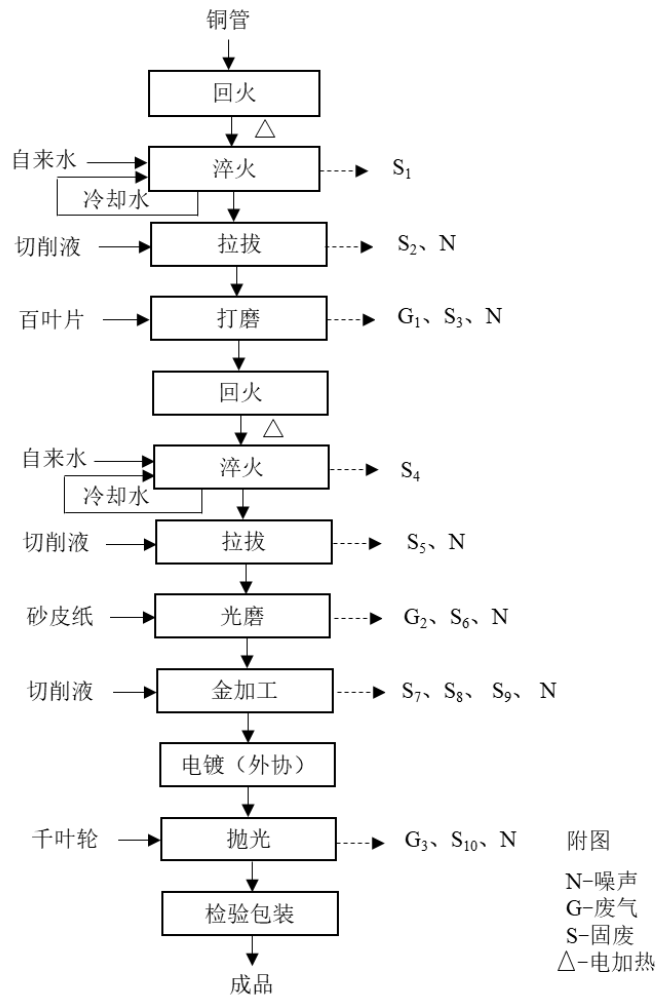 铜管
回火
△
自来水
淬火
S₁
冷却水
切削液
拉拔
S₂、N
百叶片
打磨
G₁、S₃、N
回火
△
自来水
淬火
S₄
冷却水
切削液
拉拔
S₅、N
砂皮纸
光磨
G₂、S₆、N
切削液
金加工
S₇、S₈、S₉、N
电镀（外协）
千叶轮
抛光
G₃、S₁₀、N
附图
N-噪声
G-废气
S-固废
△-电加热
检验包装
成品